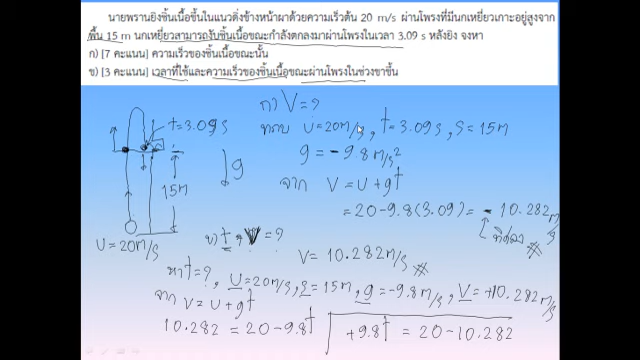 นายพรานยิงชิ้นเนื้อขึ้นในแนวดิ่งข้างหน้าผาด้วยความเร็วต้น 20 m/s ผ่านโพรงที่มีนกเหยี่ยวเกาะอยู่สูงจาก
พื้น 15 m นกเหยี่ยวสามารถงับชิ้นเนื้อขณะกำลังตกลงมาผ่านโพรงในเวลา 3.09 s หลังยิง จงหา
ก) [7 คะแนน] ความเร็วของชิ้นเนื้อขณะนั้น
ข) [3 คะแนน] เวลาที่ใช้และความเร็วของชิ้นเนื้อขณะผ่านโพรงในช่วงขาขึ้น
ก) V = ?
t = 3.09 s
u = 20 m/s , t = 3.09 s , s = 15 m
g = -9.8 m/s²
g
15 m
จาก V = u + gt
= 20 - 9.8 (3.09) = - 10.282 m/s
u = 20 m/s
ข) t , V = ?
V = 10.282 m/s
หา t = ? , u = 20 m/s , s = 15 m , g = -9.8 m/s , V = +10.282 m/s
จาก V = u + gt
10.282 = 20 - 9.8t
+9.8t = 20 - 10.282